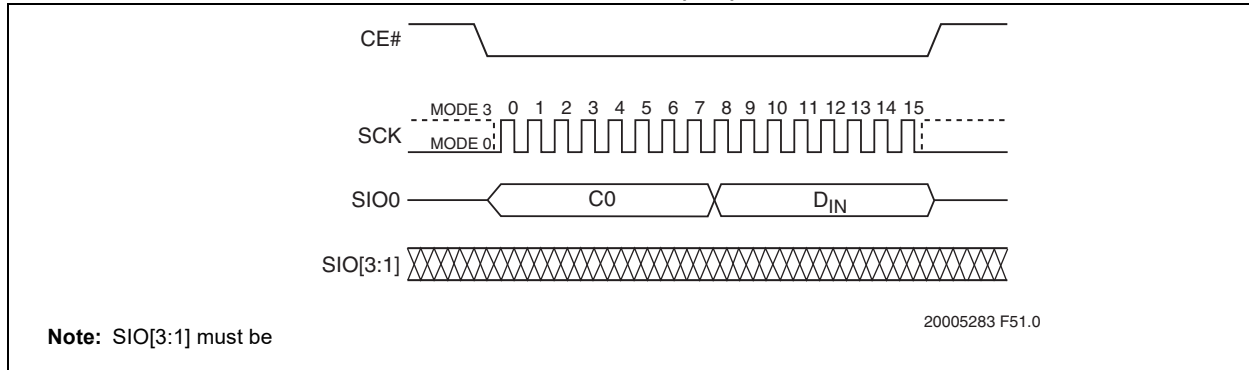 CE#
MODE 3 0 1 2 3 4 5 6 7 8 9 10 11 12 13 14 15
SCK
MODE 0
SIO0 C0 DIN
SIO[3:1]
20005283 F51.0
Note: SIO[3:1] must be